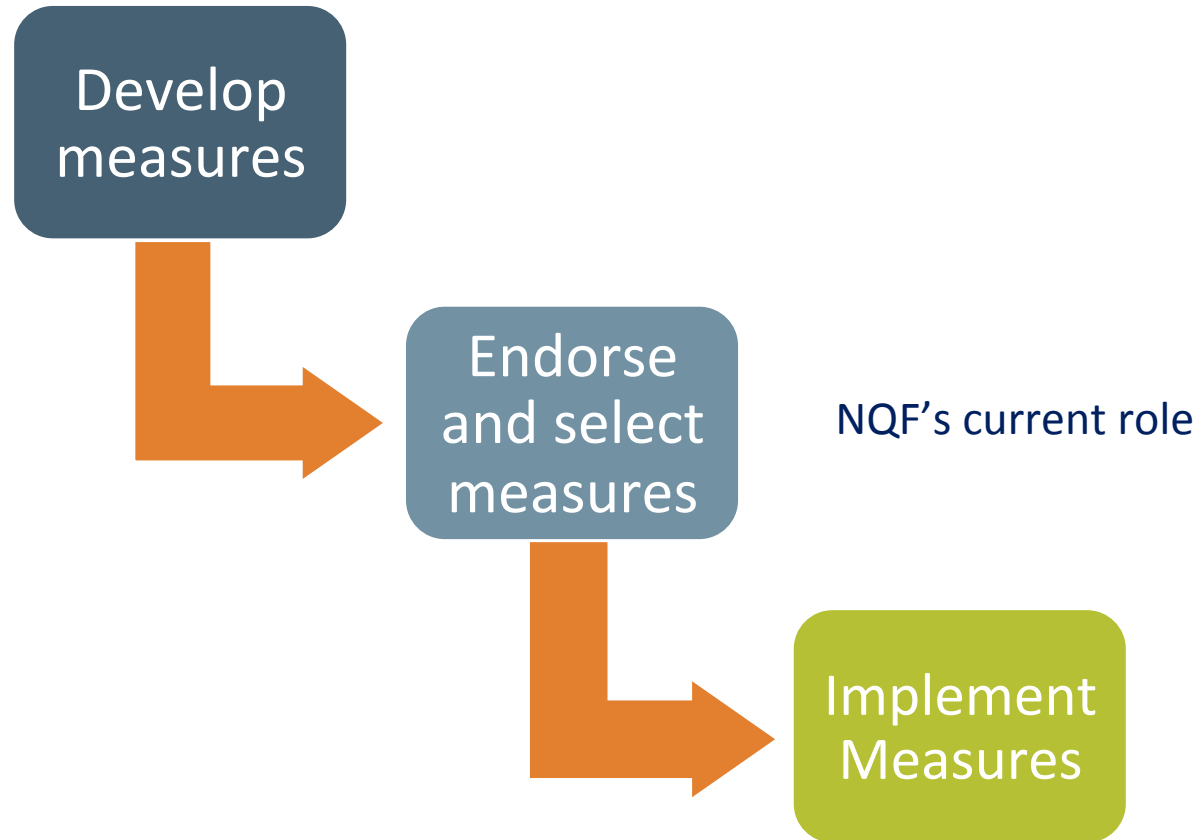 Develop
measures
Endorse
and select
measures
NQF’s current role
Implement
Measures